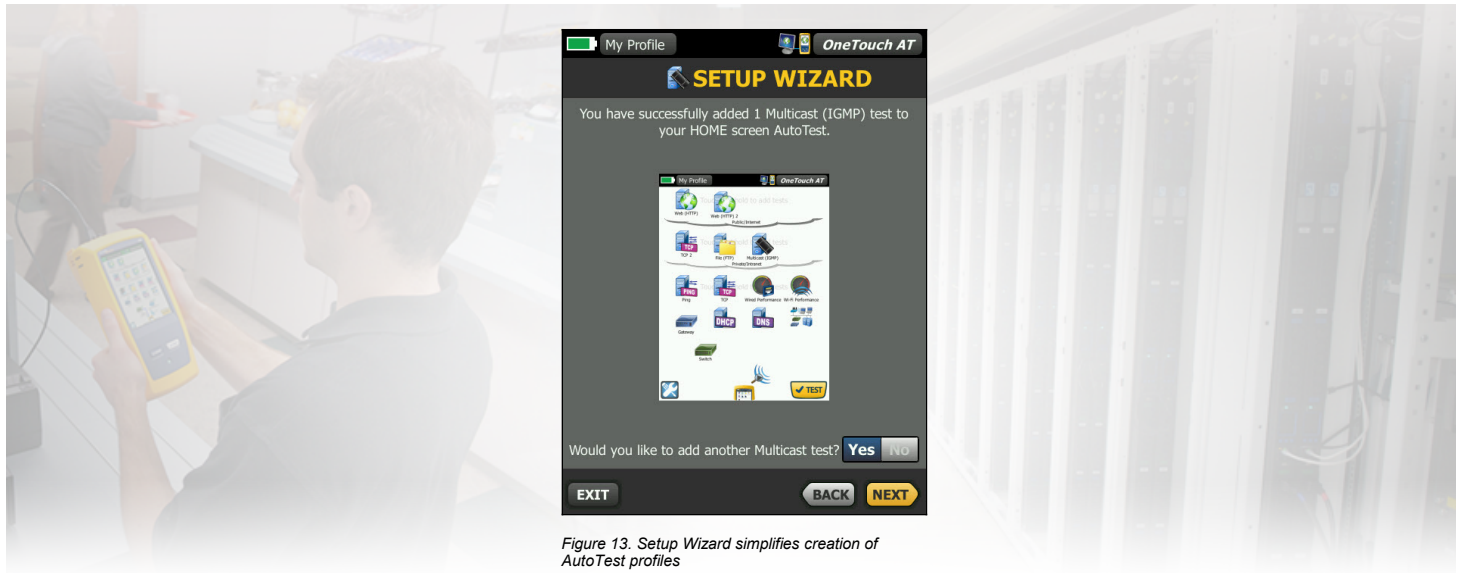 My Profile OneTouch AT
SETUP WIZARD
You have successfully added 1 Multicast (IGMP) test to
your HOME screen AutoTest.
My Profile OneTouch AT
Web (HTTP) Web (HTTP) 2
Public/Internet
TCP
TCP 2 File (FTP) Multicast (IGMP)
Private/Intranet
PING TCP
Ping TCP Wired Performance Wi-Fi Performance
DHCP DNS
Gateway
Switch
TEST
Would you like to add another Multicast test? Yes No
EXIT BACK NEXT
Figure 13. Setup Wizard simplifies creation of
AutoTest profiles